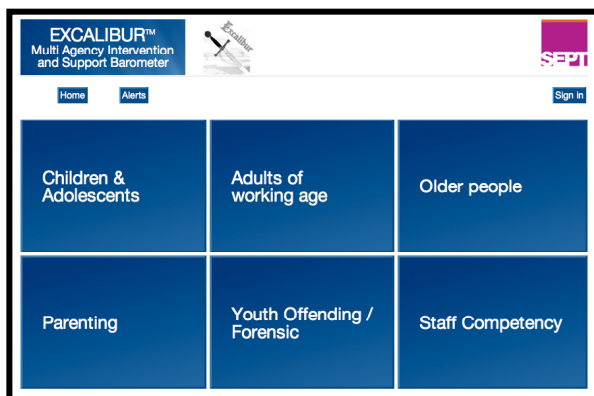 EXCALIBUR™
Multi Agency Intervention
and Support Barometer
Excalibur
SEPT
Home
Alerts
Sign in
Children &
Adolescents
Adults of
working age
Older people
Parenting
Youth Offending /
Forensic
Staff Competency